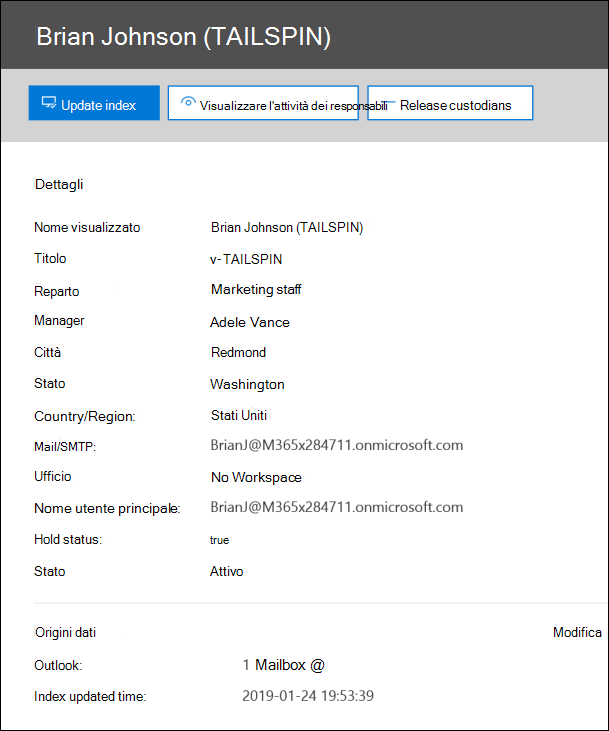 Brian Johnson (TAILSPIN)
Update index Visualizzare l'attività dei responsabili Release custodians
Dettagli
Nome visualizzato Brian Johnson (TAILSPIN)
Titolo v-TAILSPIN
Reparto Marketing staff
Manager Adele Vance
Città Redmond
Stato Washington
Country/Region: Stati Uniti
Mail/SMTP: BrianJ@M365x284711.onmicrosoft.com
Ufficio No Workspace
Nome utente principale: BrianJ@M365x284711.onmicrosoft.com
Hold status: true
Stato Attivo
Origini dati Modifica
Outlook: 1 Mailbox @
Index updated time: 2019-01-24 19:53:39